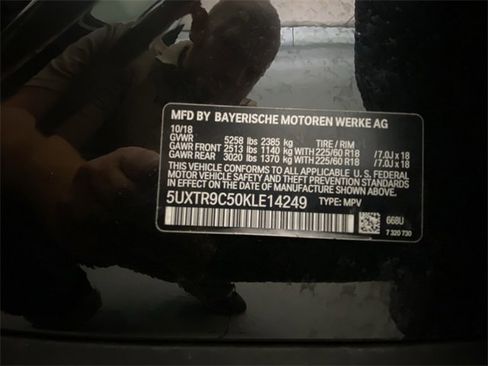 MFD BY BAYERISCHE MOTOREN WERKE AG
10/18
GVWR 5258 lbs 2385 kg TIRE / RIM
GAWR FRONT 2513 lbs 1140 kg WITH 225/60 R18 /7.0J x 18
GAWR REAR 3020 lbs 1370 kg WITH 225/60 R18 /7.0J x 18
THIS VEHICLE CONFORMS TO ALL APPLICABLE U.S. FEDERAL
MOTOR VEHICLE SAFETY AND THEFT PREVENTION STANDARDS
IN EFFECT ON THE DATE OF MANUFACTURE SHOWN ABOVE.
5UXTR9C50KLE14249 TYPE: MPV
668U
7 320 730